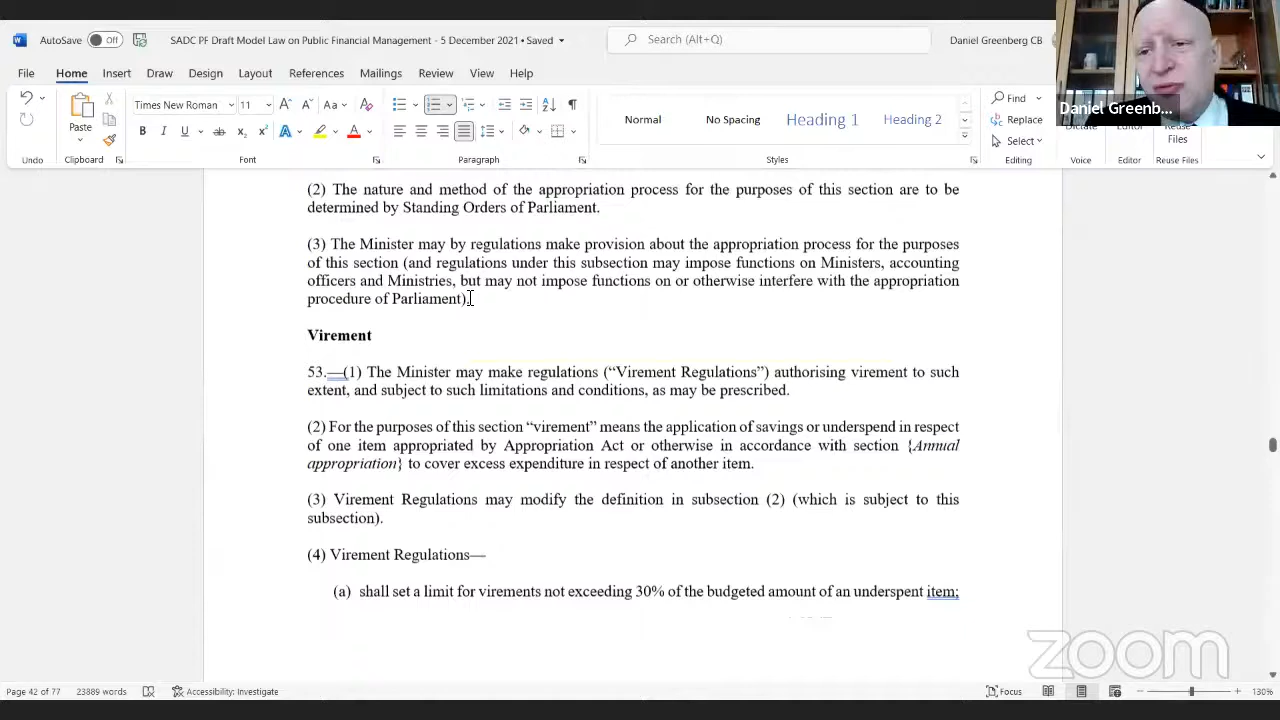 AutoSave Off SADC PF Draft Model Law on Public Financial Management - 5 December 2021 • Saved Search (Alt+Q) Daniel Greenberg CB
Daniel Greenb...
File Home Insert Draw Design Layout References Mailings Review View Help
Times New Roman 11 Aa
Paste
B I U ab x₂ x² A A
Normal No Spacing Heading 1 Heading 2
Find
Replace
Select
Dictate
Reuse
Files
Undo Clipboard Font Paragraph Styles Editing Voice Editor Reuse Files
(2) The nature and method of the appropriation process for the purposes of this section are to be
determined by Standing Orders of Parliament.
(3) The Minister may by regulations make provision about the appropriation process for the purposes
of this section (and regulations under this subsection may impose functions on Ministers, accounting
officers and Ministries, but may not impose functions on or otherwise interfere with the appropriation
procedure of Parliament).
Virement
53.—(1) The Minister may make regulations (“Virement Regulations”) authorising virement to such
extent, and subject to such limitations and conditions, as may be prescribed.
(2) For the purposes of this section “virement” means the application of savings or underspend in respect
of one item appropriated by Appropriation Act or otherwise in accordance with section {Annual
appropriation} to cover excess expenditure in respect of another item.
(3) Virement Regulations may modify the definition in subsection (2) (which is subject to this
subsection).
(4) Virement Regulations—
(a) shall set a limit for virements not exceeding 30% of the budgeted amount of an underspent item;
zoom
Page 42 of 77 23889 words Accessibility: Investigate Focus 130%